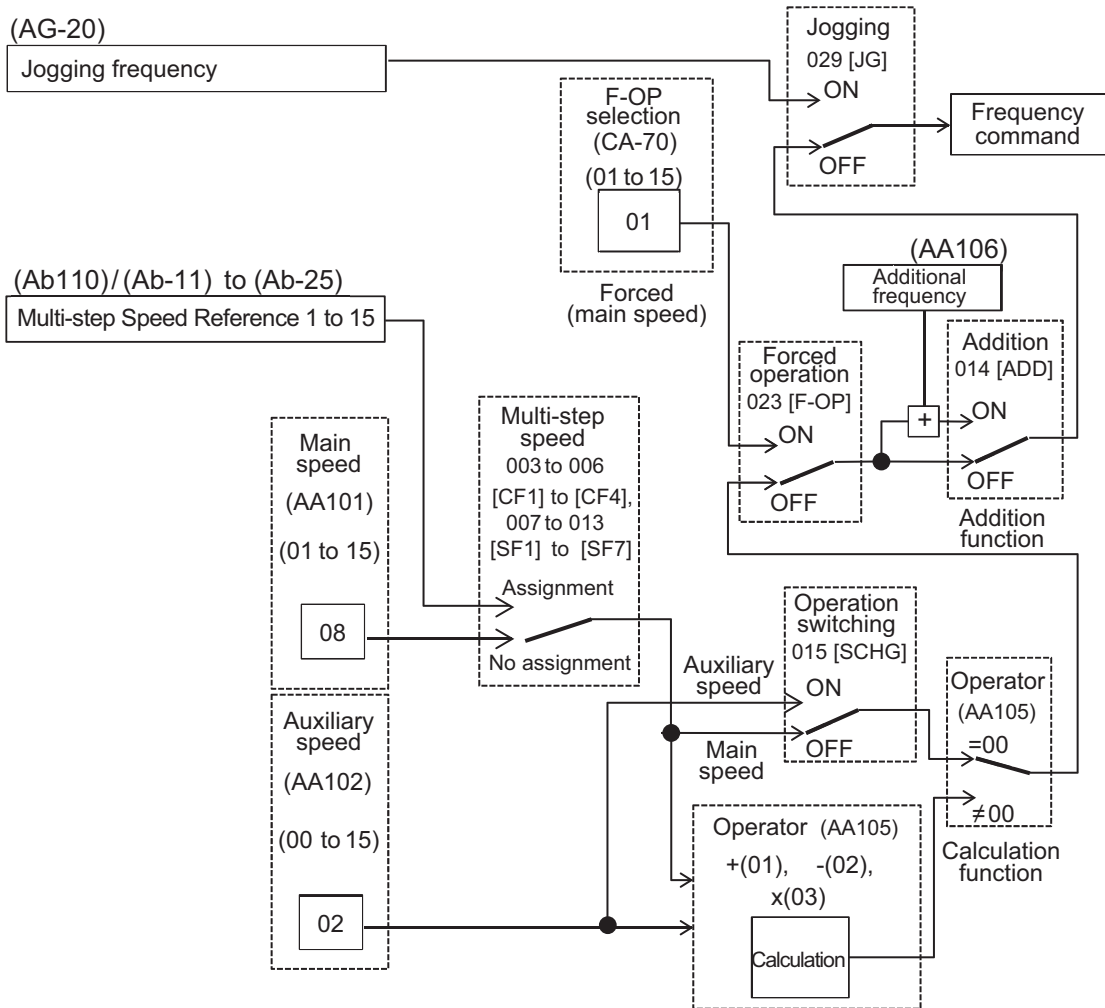 (AG-20)
Jogging frequency
Jogging
029 [JG]
ON
OFF
Frequency
command
F-OP
selection
(CA-70)
(01 to 15)
01
Forced
(main speed)
(Ab110)/(Ab-11) to (Ab-25)
Multi-step Speed Reference 1 to 15
(AA106)
Additional
frequency
Forced
operation
023 [F-OP]
ON
OFF
+
Addition
014 [ADD]
ON
OFF
Addition
function
Main
speed
(AA101)
(01 to 15)
08
Multi-step
speed
003 to 006
[CF1] to [CF4],
007 to 013
[SF1] to [SF7]
Assignment
No assignment
Auxiliary
speed
(AA102)
(00 to 15)
02
Auxiliary
speed
Main
speed
Operation
switching
015 [SCHG]
ON
OFF
Operator
(AA105)
=00
≠00
Calculation
function
Operator (AA105)
+(01), -(02),
x(03)
Calculation